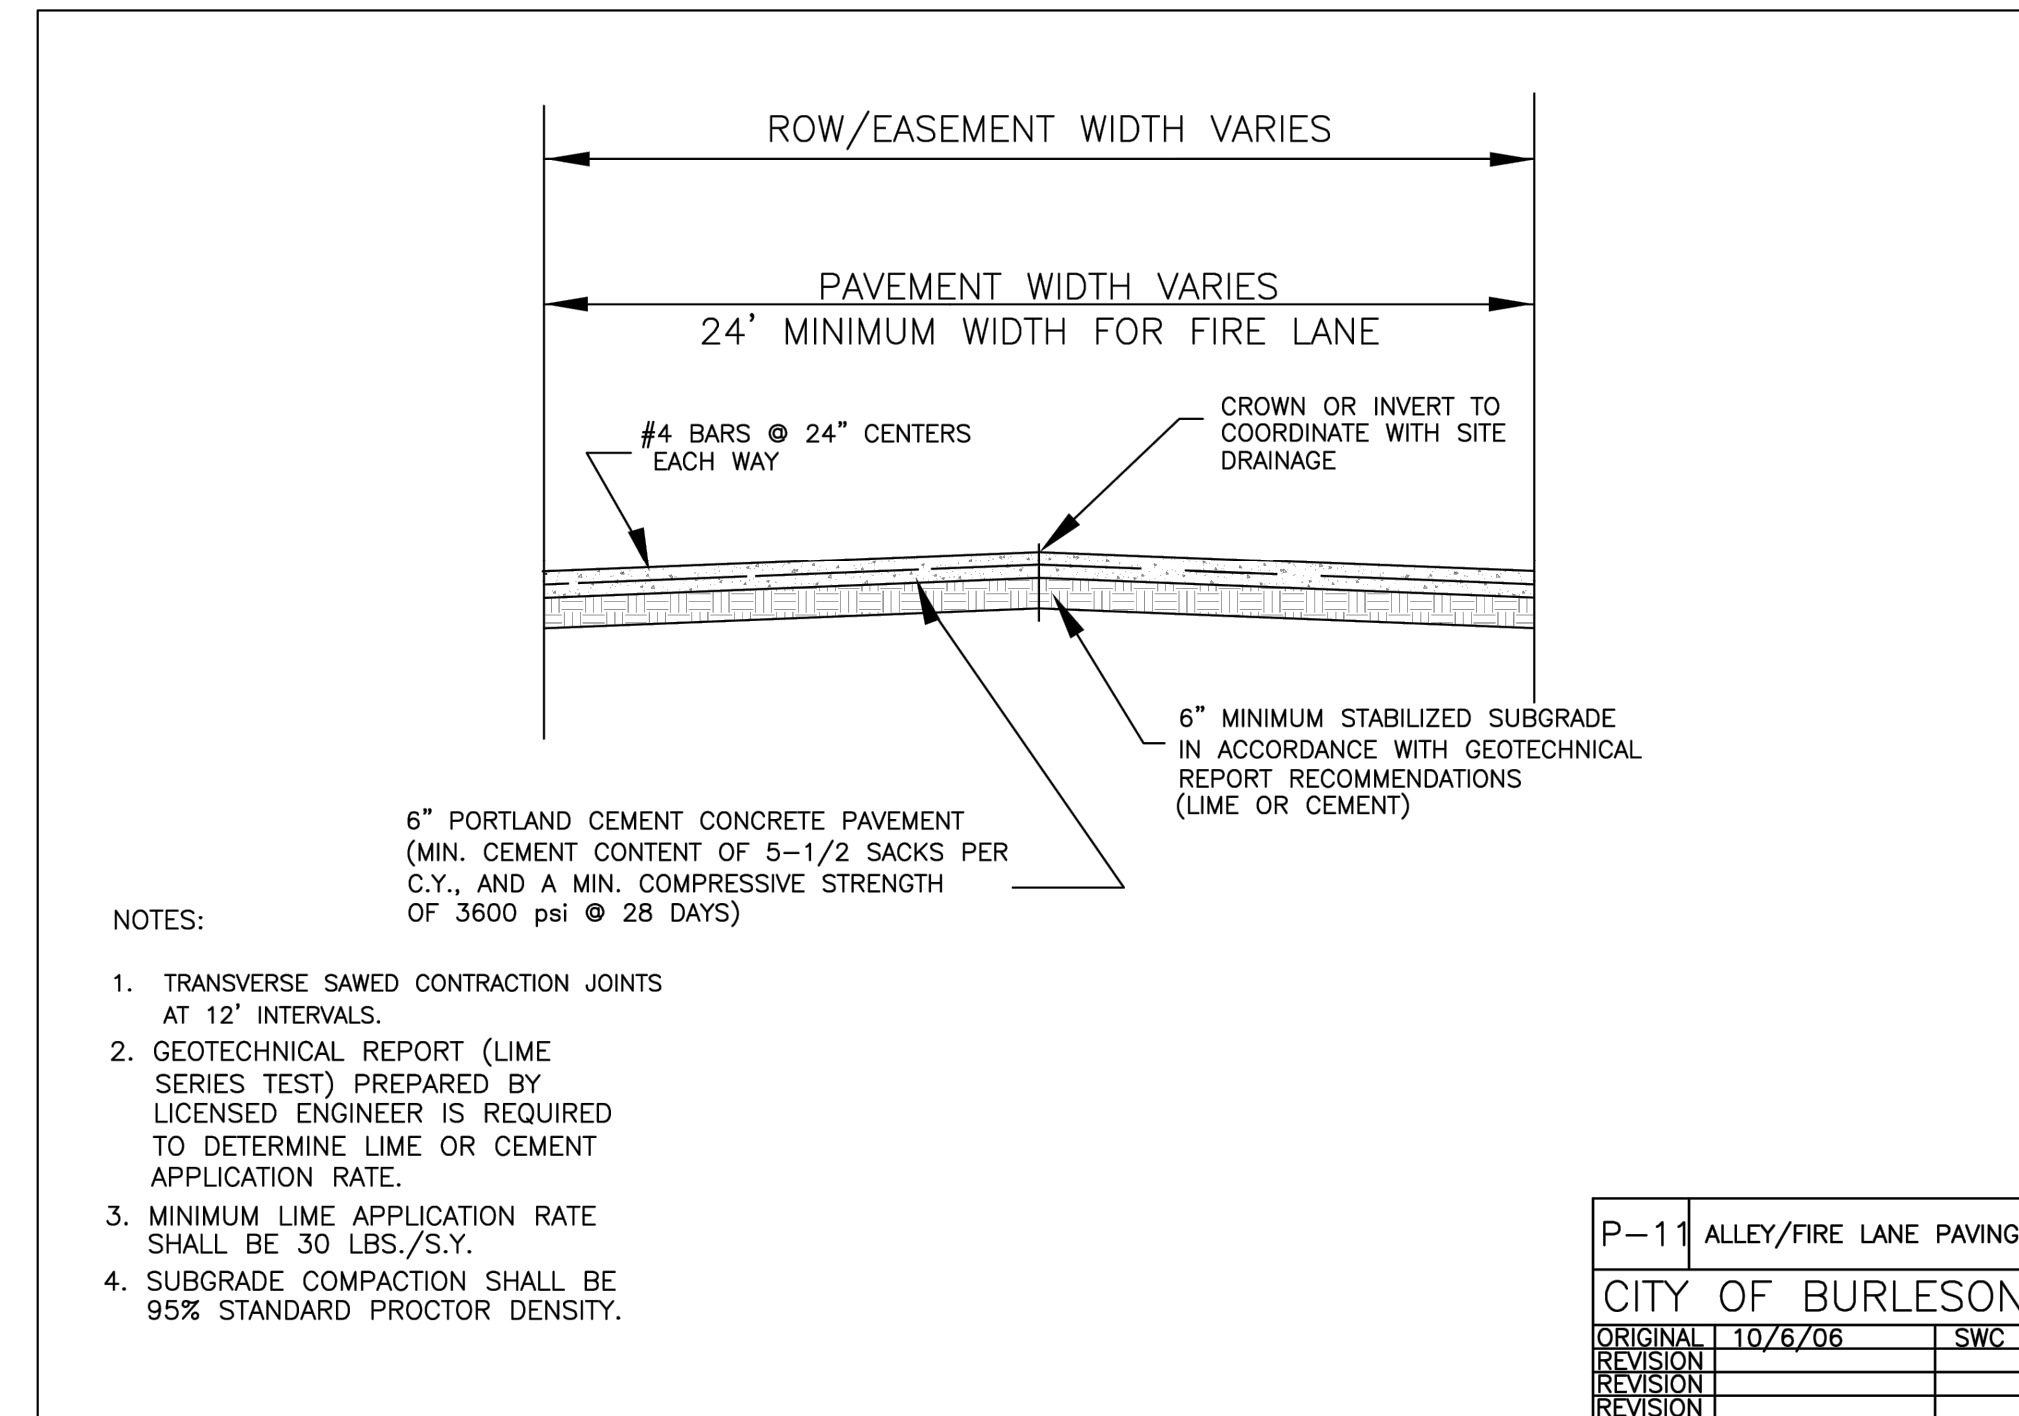 ROW/EASEMENT WIDTH VARIES
PAVEMENT WIDTH VARIES
24' MINIMUM WIDTH FOR FIRE LANE
#4 BARS @ 24" CENTERS
EACH WAY
CROWN OR INVERT TO
COORDINATE WITH SITE
DRAINAGE
6" MINIMUM STABILIZED SUBGRADE
IN ACCORDANCE WITH GEOTECHNICAL
REPORT RECOMMENDATIONS
(LIME OR CEMENT)
6" PORTLAND CEMENT CONCRETE PAVEMENT
(MIN. CEMENT CONTENT OF 5-1/2 SACKS PER
C.Y., AND A MIN. COMPRESSIVE STRENGTH
OF 3600 psi @ 28 DAYS)
NOTES:
1. TRANSVERSE SAWED CONTRACTION JOINTS
AT 12' INTERVALS.
2. GEOTECHNICAL REPORT (LIME
SERIES TEST) PREPARED BY
LICENSED ENGINEER IS REQUIRED
TO DETERMINE LIME OR CEMENT
APPLICATION RATE.
3. MINIMUM LIME APPLICATION RATE
SHALL BE 30 LBS./S.Y.
4. SUBGRADE COMPACTION SHALL BE
95% STANDARD PROCTOR DENSITY.
P-11 ALLEY/FIRE LANE PAVING
CITY OF BURLESON
ORIGINAL 10/6/06 SWC
REVISION
REVISION
REVISION